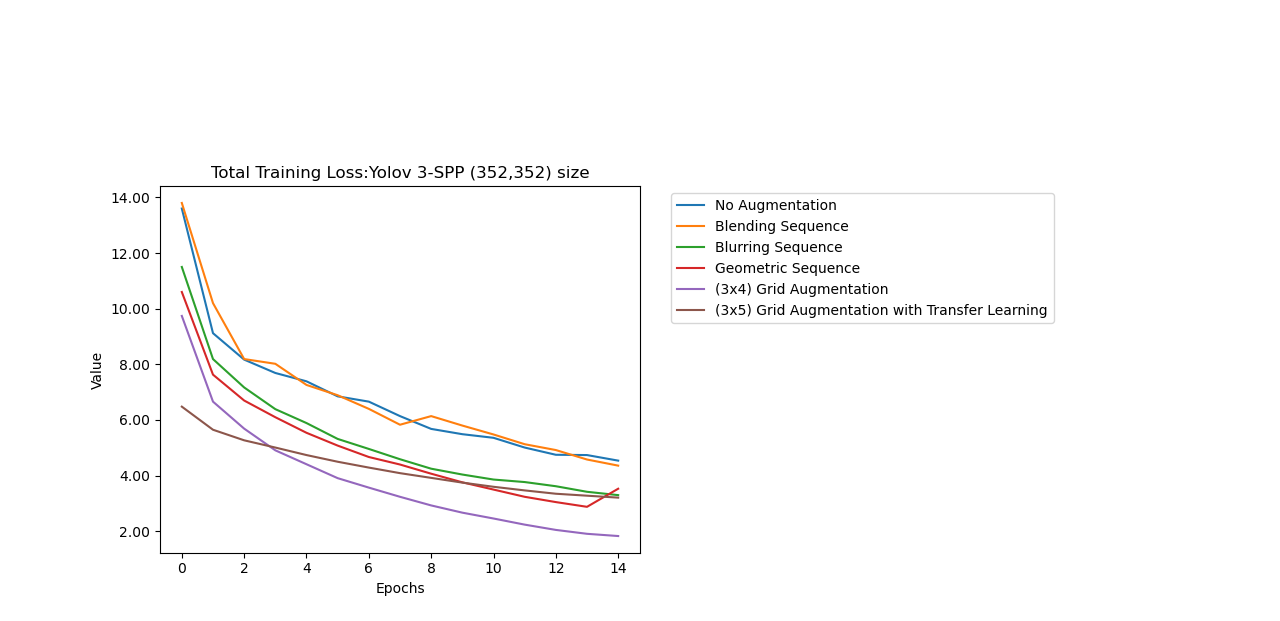 Total Training Loss:Yolov 3-SPP (352,352) size
14.00
12.00
10.00
8.00
6.00
4.00
2.00
Value
0 2 4 6 8 10 12 14
Epochs
No Augmentation
Blending Sequence
Blurring Sequence
Geometric Sequence
(3x4) Grid Augmentation
(3x5) Grid Augmentation with Transfer Learning